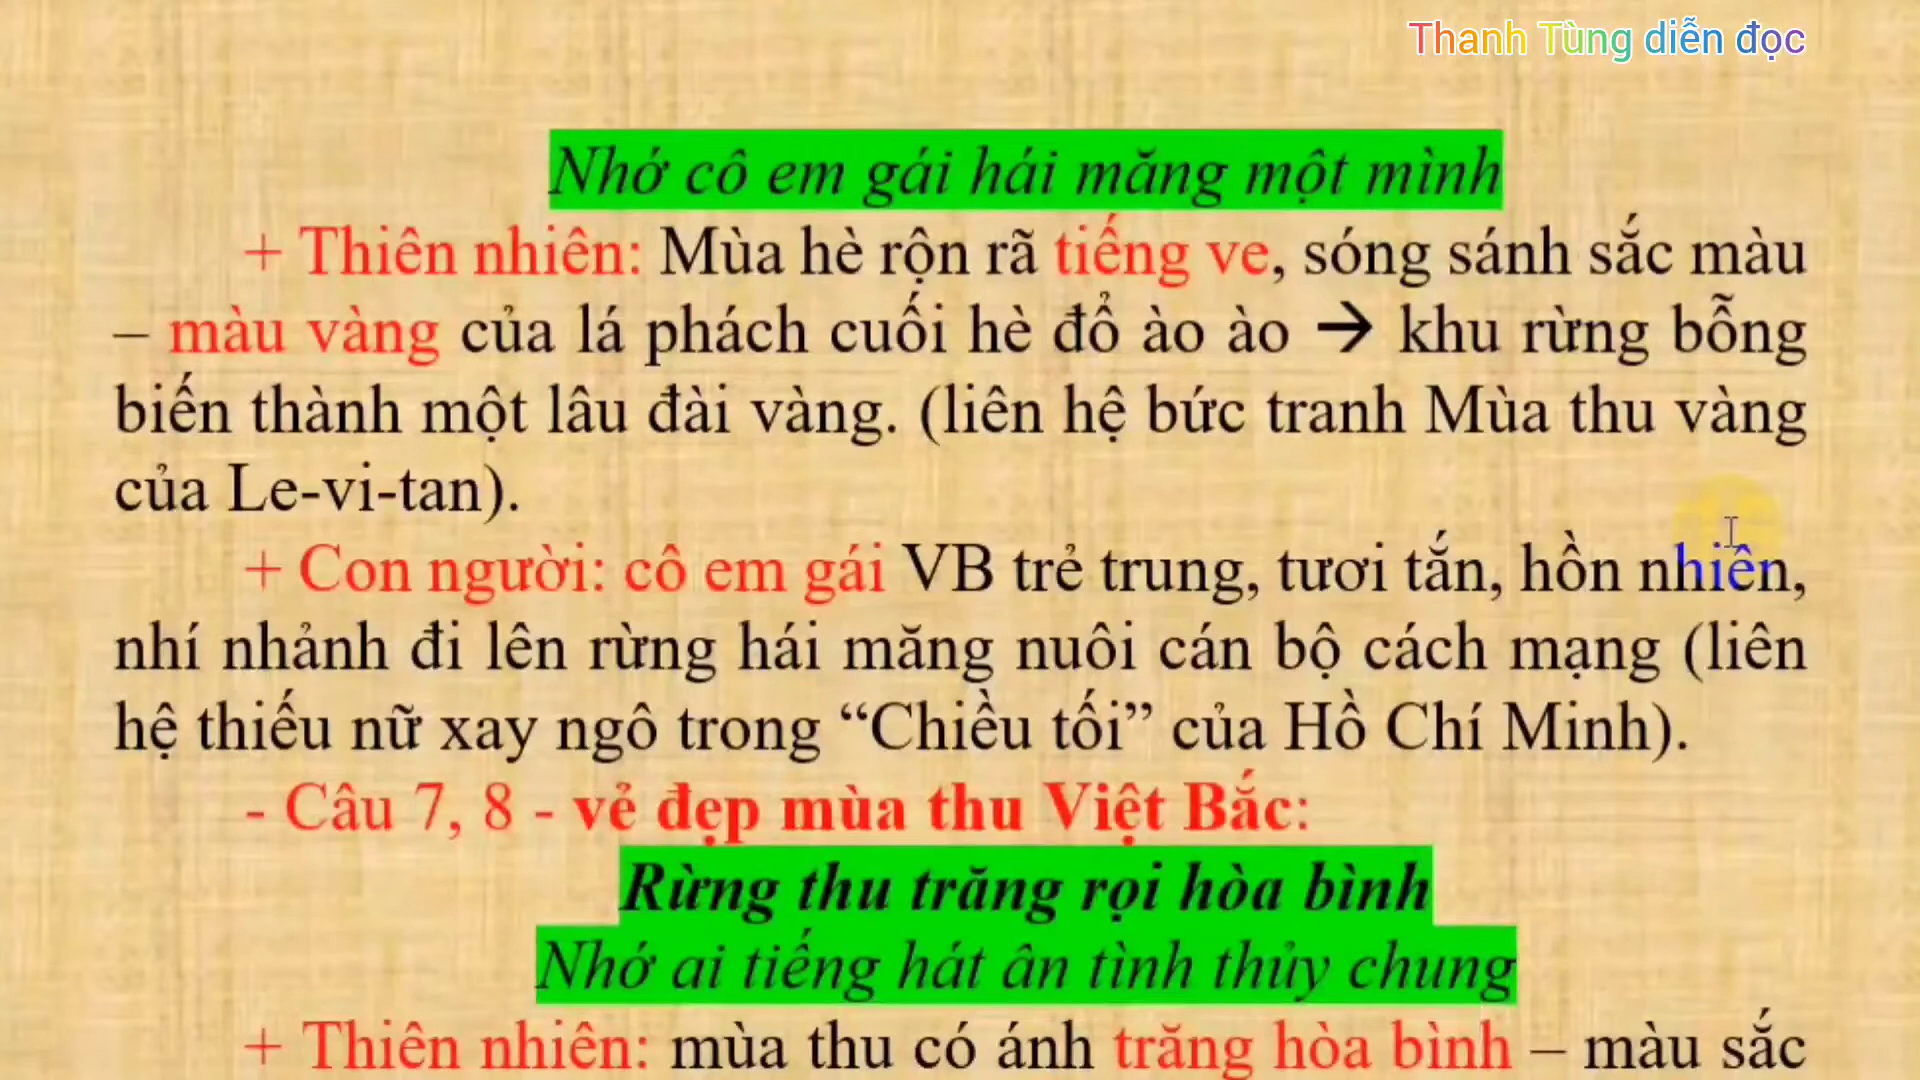 Thanh Tùng diễn đọc
Nhớ cô em gái hái măng một mình
+ Thiên nhiên: Mùa hè rộn rã tiếng ve, sóng sánh sắc màu
– màu vàng của lá phách cuối hè đổ ào ào → khu rừng bỗng
biến thành một lâu đài vàng. (liên hệ bức tranh Mùa thu vàng
của Le-vi-tan).
+ Con người: cô em gái VB trẻ trung, tươi tắn, hồn nhiên,
nhí nhảnh đi lên rừng hái măng nuôi cán bộ cách mạng (liên
hệ thiếu nữ xay ngô trong “Chiều tối” của Hồ Chí Minh).
- Câu 7, 8 - vẻ đẹp mùa thu Việt Bắc:
Rừng thu trăng rọi hòa bình
Nhớ ai tiếng hát ân tình thủy chung
+ Thiên nhiên: mùa thu có ánh trăng hòa bình – màu sắc